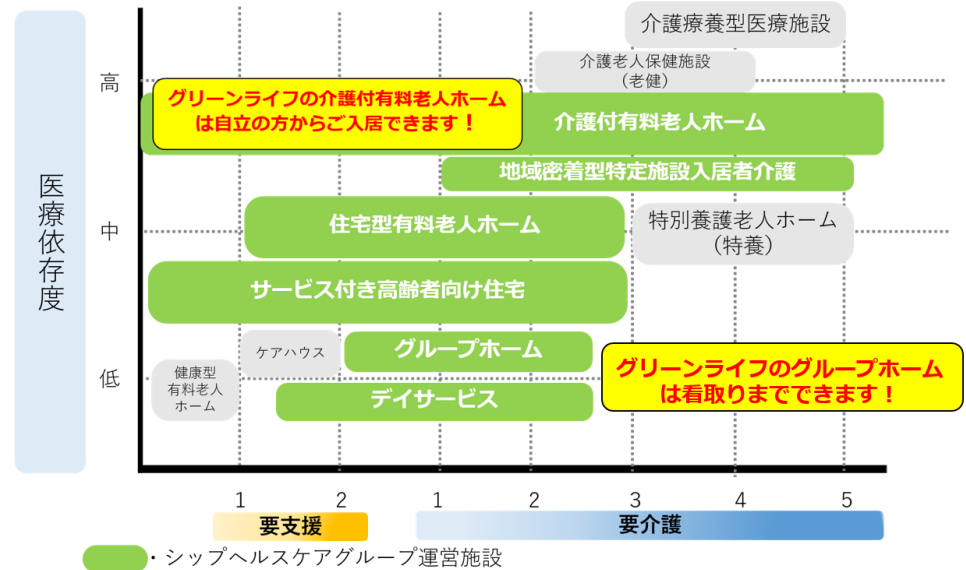 介護療養型医療施設
介護老人保健施設
（老健）
高
グリーンライフの介護付有料老人ホーム
は自立の方からご入居できます！
介護付有料老人ホーム
地域密着型特定施設入居者介護
医療依存度
中
住宅型有料老人ホーム
特別養護老人ホーム
（特養）
サービス付き高齢者向け住宅
ケアハウス
グループホーム
低
健康型
有料老人
ホーム
グリーンライフのグループホーム
は看取りまでできます！
デイサービス
1 2 1 2 3 4 5
要支援 要介護
・シップヘルスケアグループ運営施設